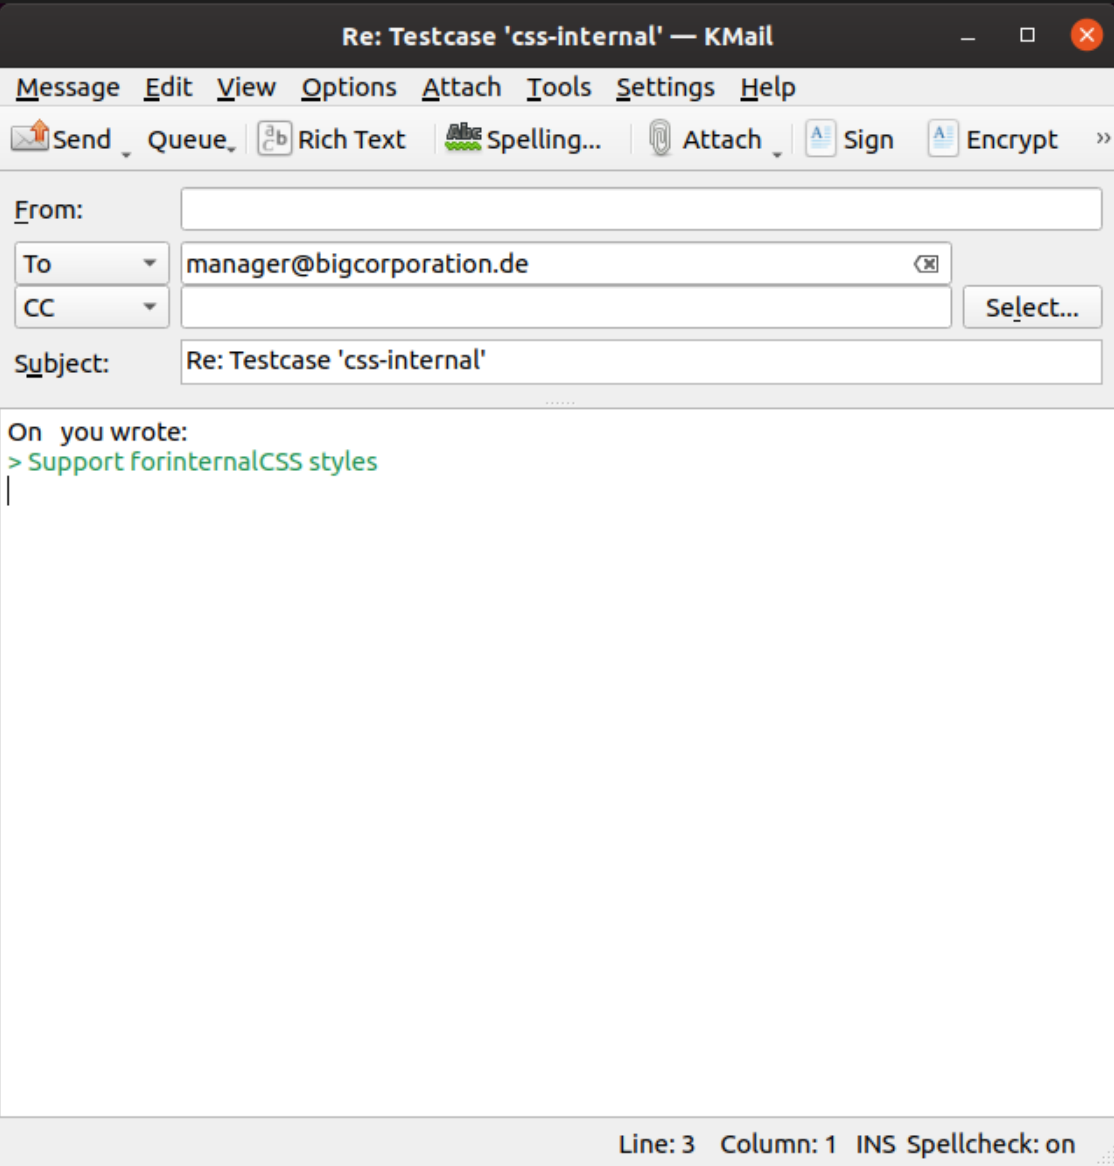 Re: Testcase 'css-internal' — KMail
Message Edit View Options Attach Tools Settings Help
Send Queue Rich Text Abc Spelling... Attach Sign Encrypt »
From:
To manager@bigcorporation.de
CC Select...
Subject: Re: Testcase 'css-internal'
On   you wrote:
> Support forinternalCSS styles
Line: 3 Column: 1 INS Spellcheck: on